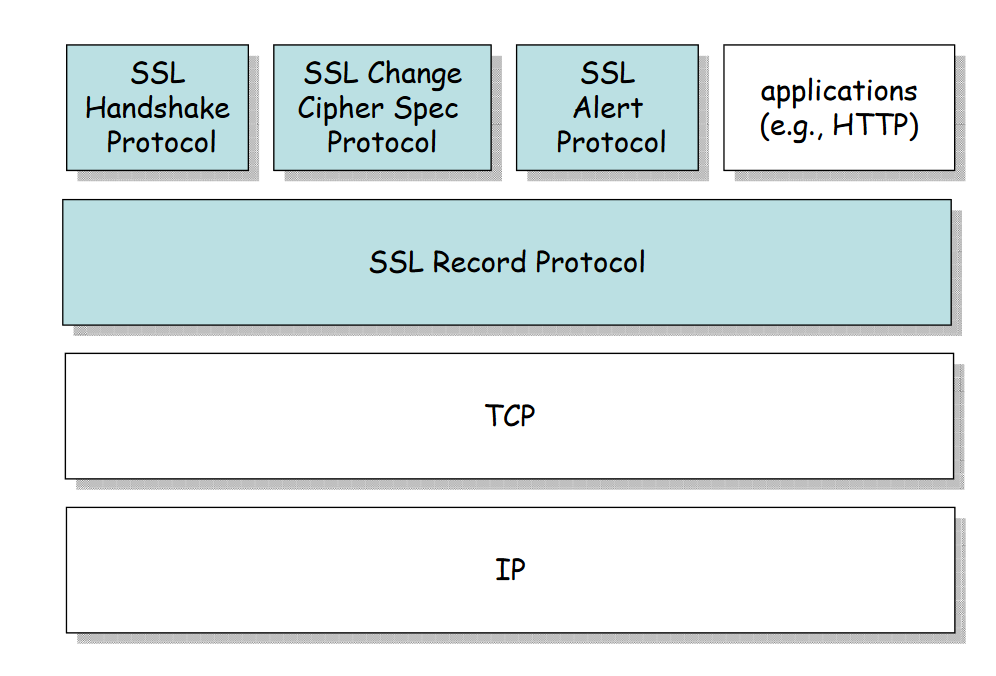 SSL
Handshake
Protocol
SSL Change
Cipher Spec
Protocol
SSL
Alert
Protocol
applications
(e.g., HTTP)
SSL Record Protocol
TCP
IP